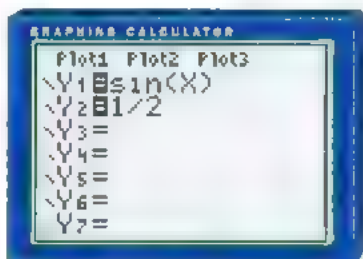 GRAPHING CALCULATOR
Plot1 Plot2 Plot3
\Y1=sin(X)
\Y2=1/2
\Y3=
\Y4=
\Y5=
\Y6=
\Y7=